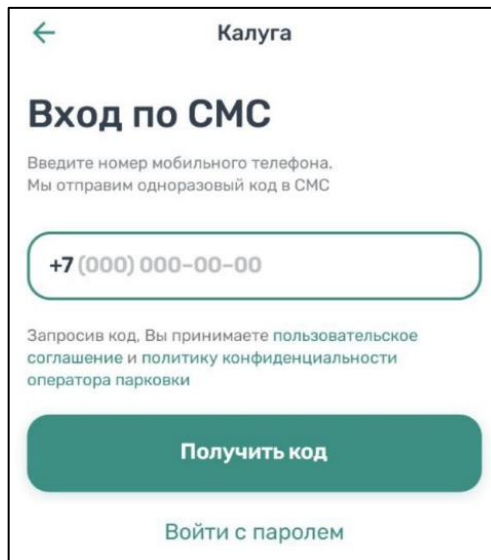 Калуга
Вход по СМС
Введите номер мобильного телефона.
Мы отправим одноразовый код в СМС
+7 (000) 000-00-00
Запросив код, Вы принимаете пользовательское
соглашение и политику конфиденциальности
оператора парковки
Получить код
Войти с паролем